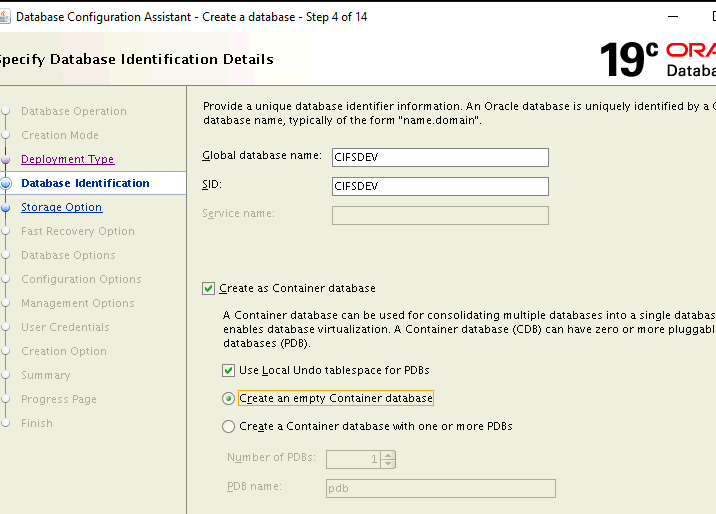 Database Configuration Assistant - Create a database - Step 4 of 14
Specify Database Identification Details
19c ORA
Databa
Database Operation
Creation Mode
Deployment Type
Database Identification
Storage Option
Fast Recovery Option
Database Options
Configuration Options
Management Options
User Credentials
Creation Option
Summary
Progress Page
Finish
Provide a unique database identifier information. An Oracle database is uniquely identified by a G
database name, typically of the form "name.domain".
Global database name: CIFSDEV
SID: CIFSDEV
Service name:
Create as Container database
A Container database can be used for consolidating multiple databases into a single databas
enables database virtualization. A Container database (CDB) can have zero or more pluggabl
databases (PDB).
Use Local Undo tablespace for PDBs
Create an empty Container database
Create a Container database with one or more PDBs
Number of PDBs: 1
PDB name: pdb